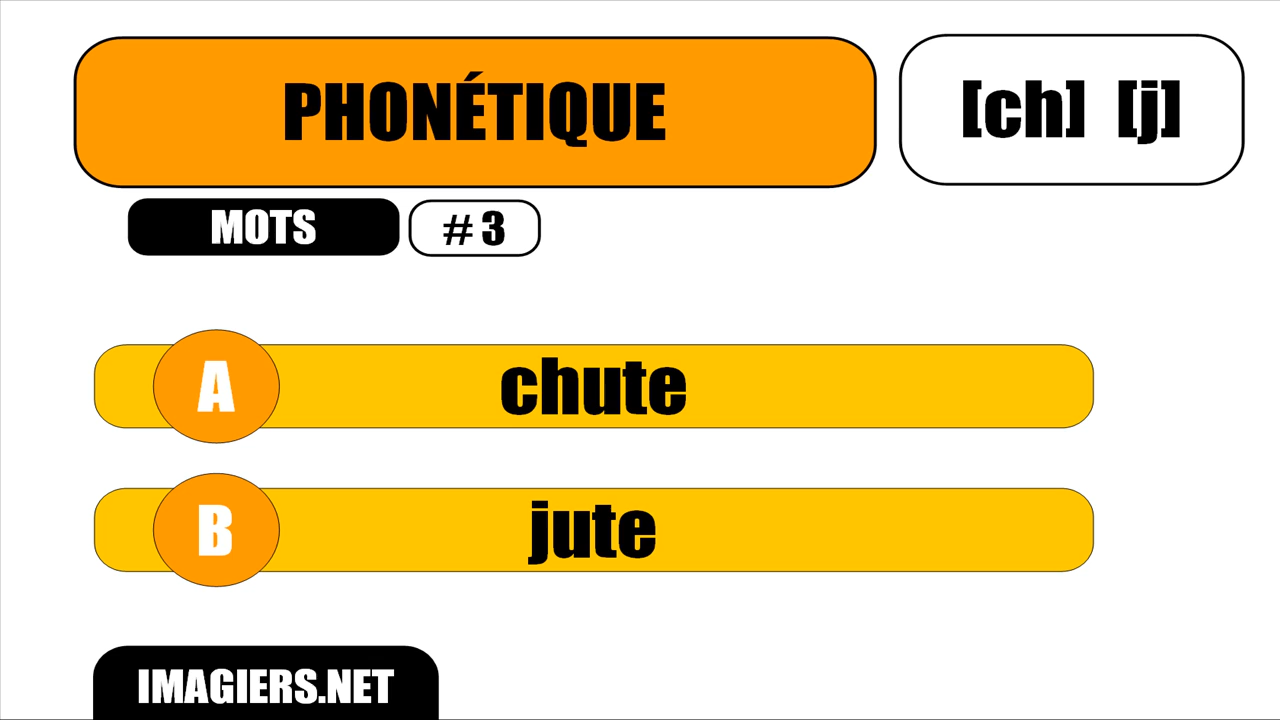 PHONÉTIQUE
[ch] [j]
MOTS
# 3
A chute
B jute
IMAGIERS.NET